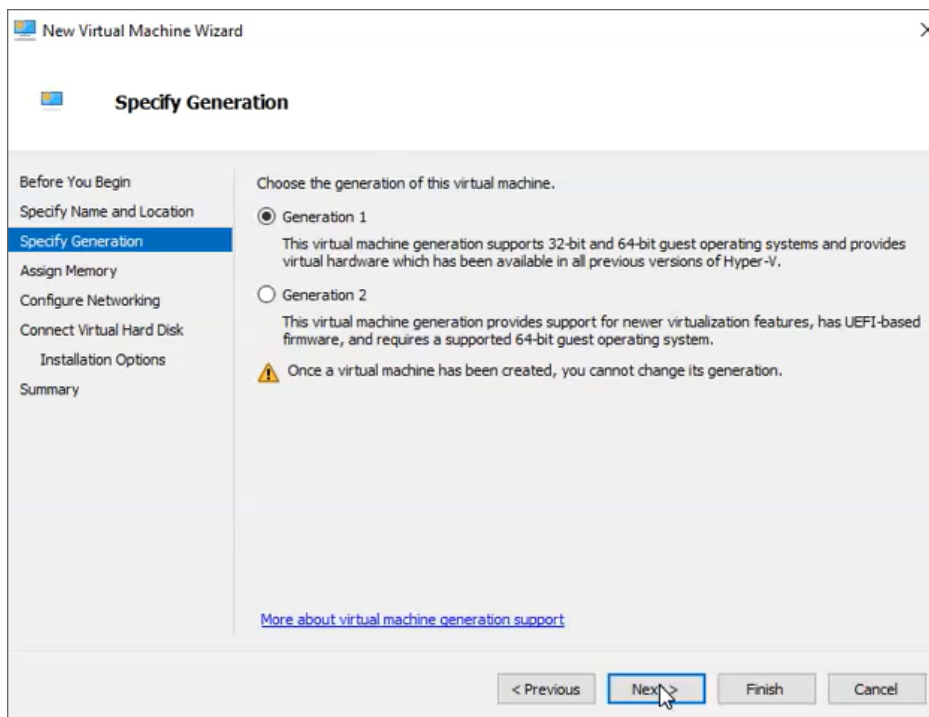 New Virtual Machine Wizard
Specify Generation
Before You Begin
Specify Name and Location
Specify Generation
Assign Memory
Configure Networking
Connect Virtual Hard Disk
Installation Options
Summary
Choose the generation of this virtual machine.
Generation 1
This virtual machine generation supports 32-bit and 64-bit guest operating systems and provides
virtual hardware which has been available in all previous versions of Hyper-V.
Generation 2
This virtual machine generation provides support for newer virtualization features, has UEFI-based
firmware, and requires a supported 64-bit guest operating system.
Once a virtual machine has been created, you cannot change its generation.
More about virtual machine generation support
< Previous
Next >
Finish
Cancel